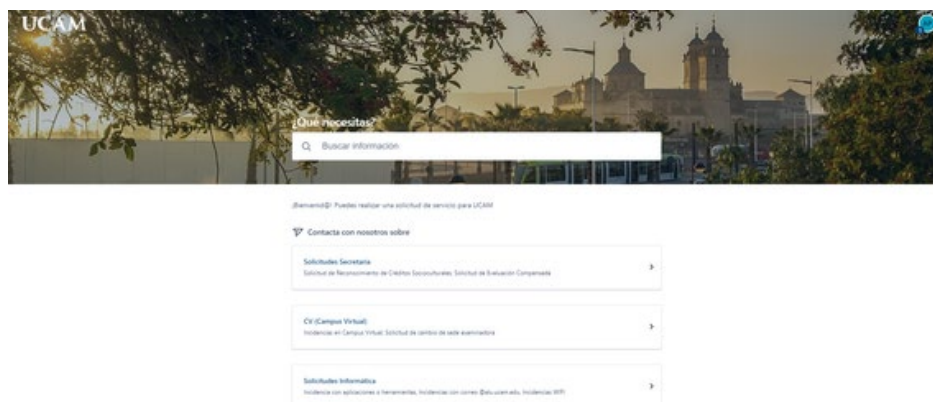 UCAM
¿Qué necesitas?
Buscar información
¡Bienvenid@! Puedes realizar una solicitud de servicio para UCAM
Contacta con nosotros sobre
Solicitudes Secretaría
Solicitud de Reconocimiento de Créditos Socioculturales, Solicitud de Evaluación Compensada
CV (Campus Virtual)
Incidencias en Campus Virtual, Solicitud de cambio de sede examinadora
Solicitudes Informática
Incidencia con aplicaciones o herramientas, Incidencias con correo @alu.ucam.edu, Incidencias WIFI